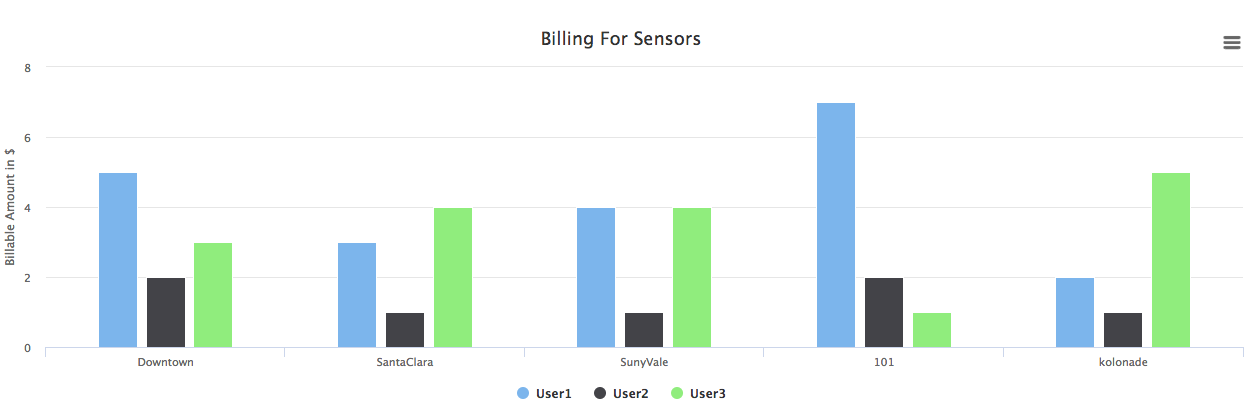 Billing For Sensors
Billable Amount in $
8
6
4
2
0
Downtown
SantaClara
SunyVale
101
kolonade
User1
User2
User3